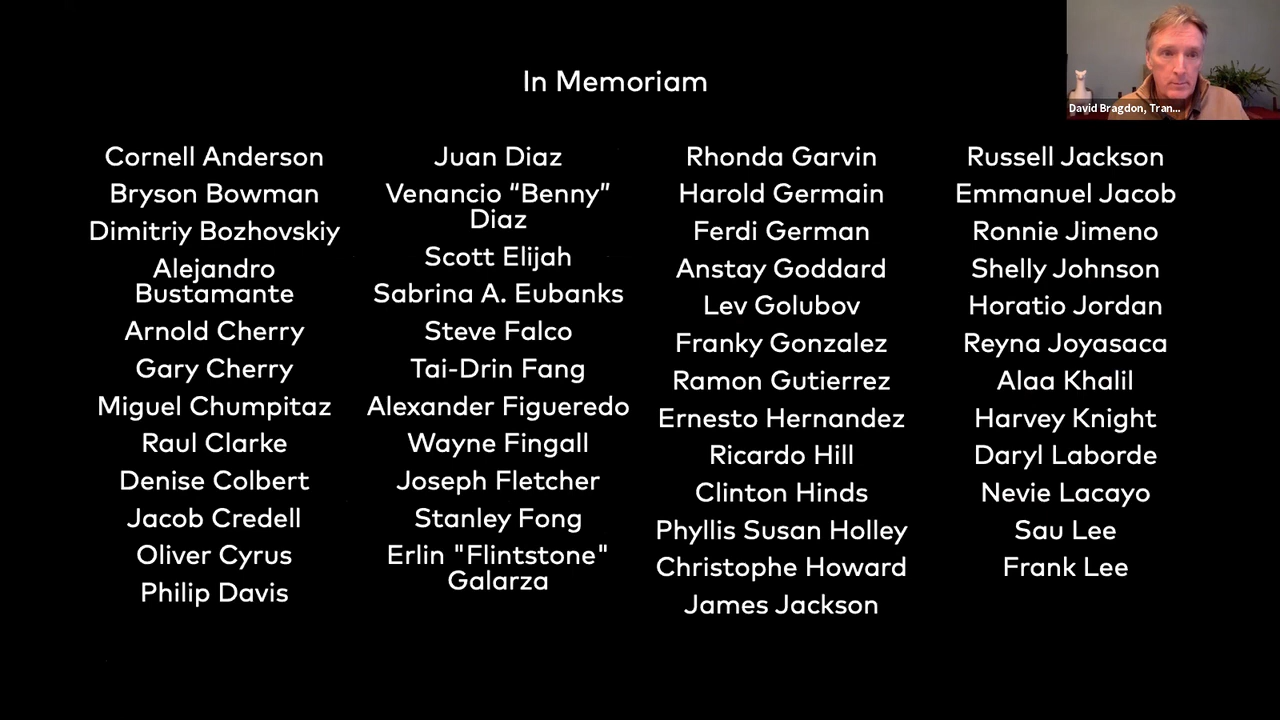 In Memoriam
David Bragdon, Tran...
Cornell Anderson
Bryson Bowman
Dimitriy Bozhovskiy
Alejandro
Bustamante
Arnold Cherry
Gary Cherry
Miguel Chumpitaz
Raul Clarke
Denise Colbert
Jacob Credell
Oliver Cyrus
Philip Davis
Juan Diaz
Venancio “Benny”
Diaz
Scott Elijah
Sabrina A. Eubanks
Steve Falco
Tai-Drin Fang
Alexander Figueredo
Wayne Fingall
Joseph Fletcher
Stanley Fong
Erlin "Flintstone"
Galarza
Rhonda Garvin
Harold Germain
Ferdi German
Anstay Goddard
Lev Golubov
Franky Gonzalez
Ramon Gutierrez
Ernesto Hernandez
Ricardo Hill
Clinton Hinds
Phyllis Susan Holley
Christophe Howard
James Jackson
Russell Jackson
Emmanuel Jacob
Ronnie Jimeno
Shelly Johnson
Horatio Jordan
Reyna Joyasaca
Alaa Khalil
Harvey Knight
Daryl Laborde
Nevie Lacayo
Sau Lee
Frank Lee